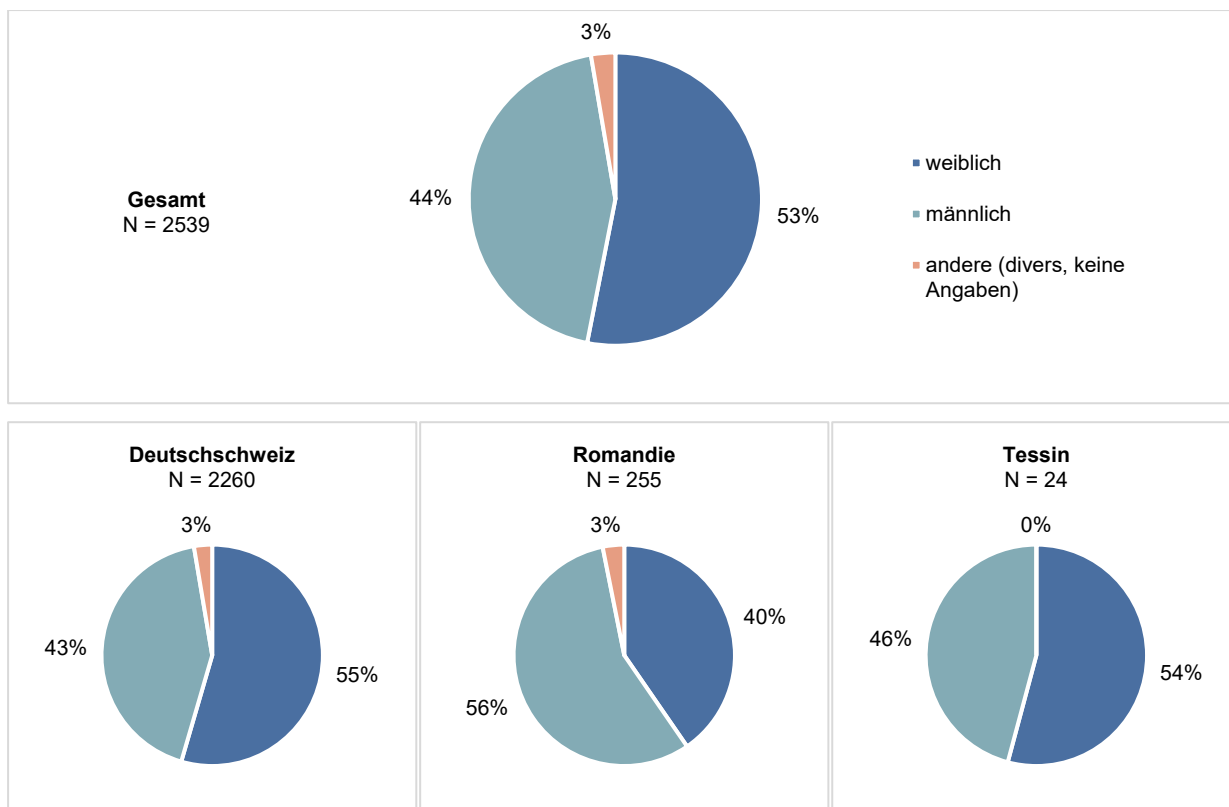 3%
Gesamt
N = 2539
44%
53%
weiblich
männlich
andere (divers, keine
Angaben)
Deutschschweiz
N = 2260
3%
43%
55%
Romandie
N = 255
3%
40%
56%
Tessin
N = 24
0%
46%
54%